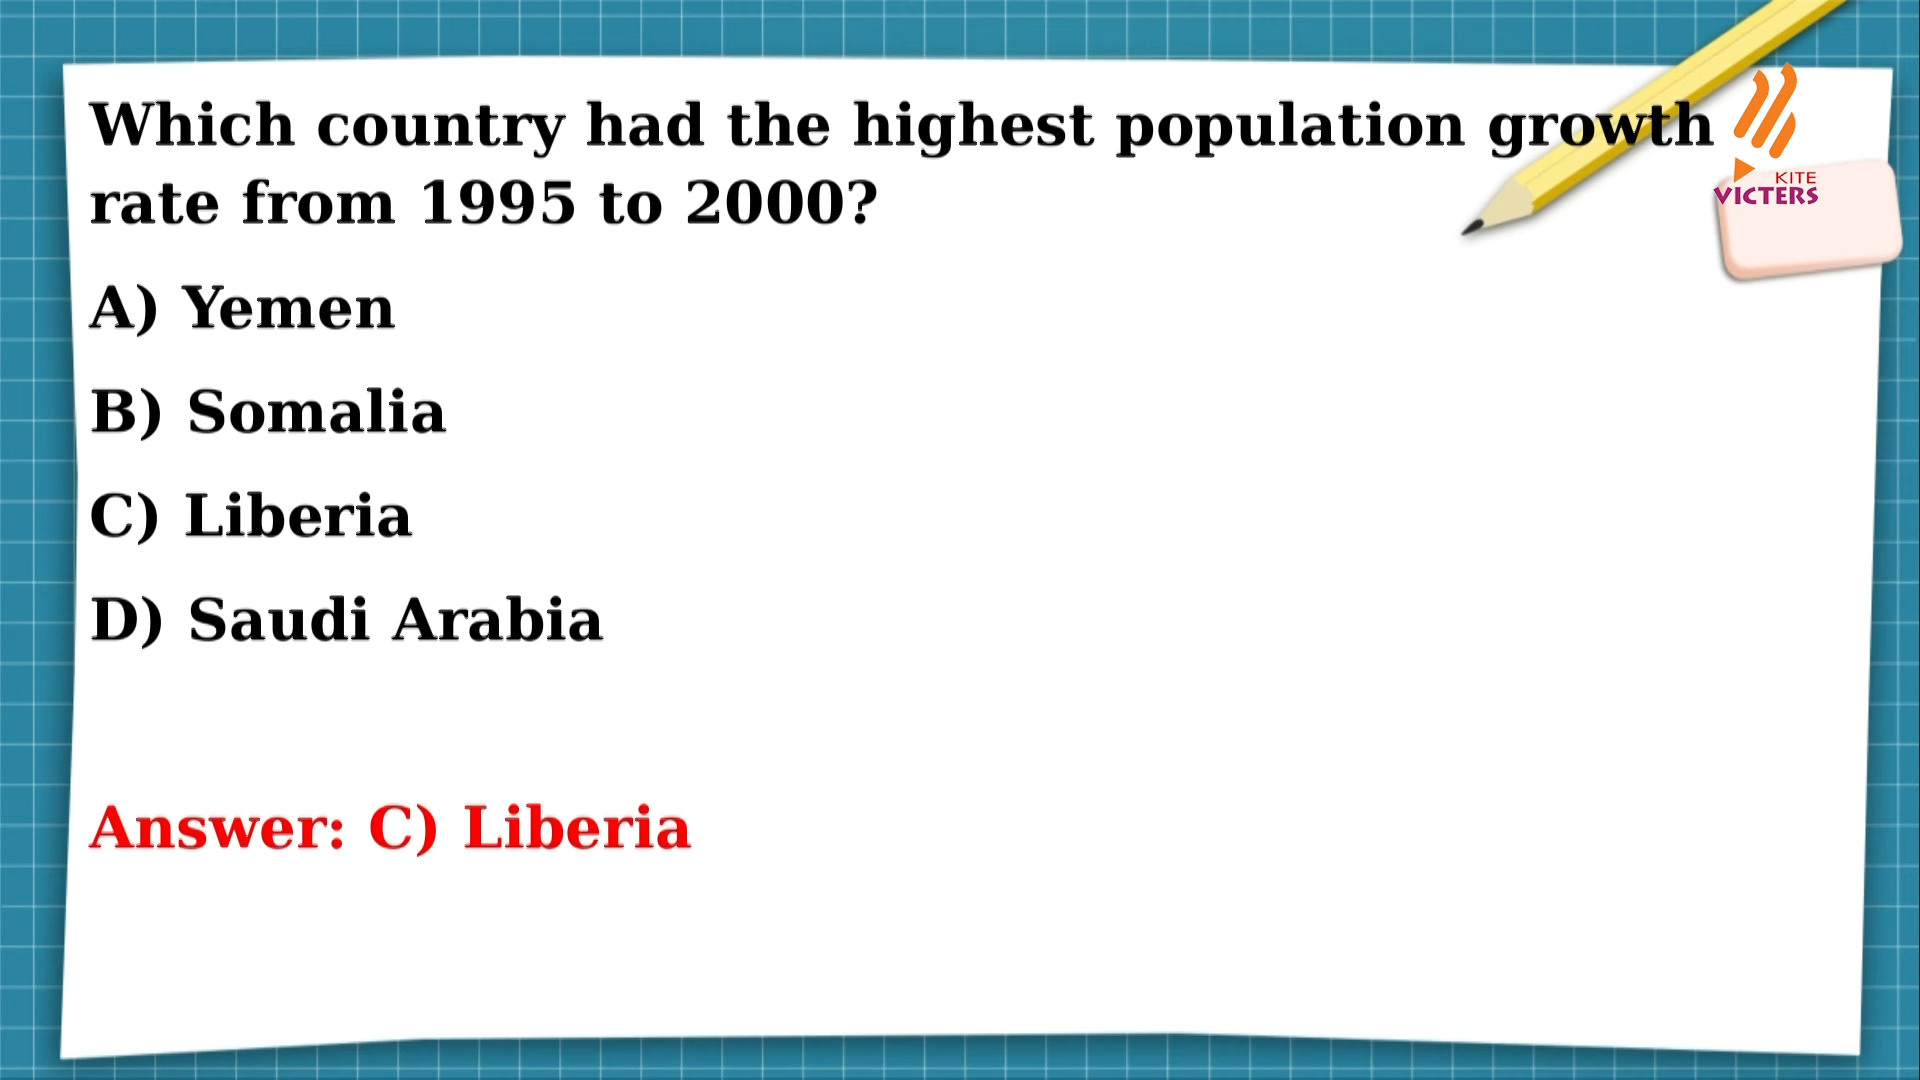 Which country had the highest population growth
rate from 1995 to 2000?
A) Yemen
B) Somalia
C) Liberia
D) Saudi Arabia
Answer: C) Liberia
KITE
VICTERS